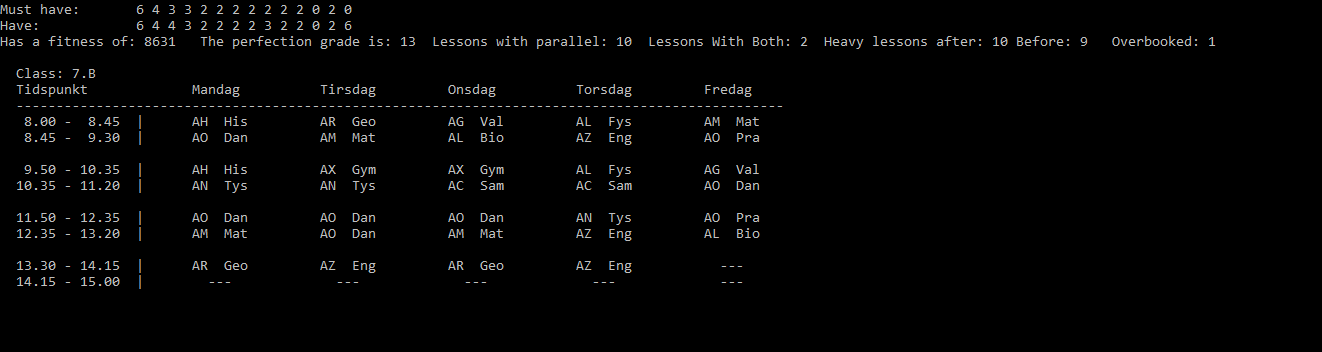 Must have:       6 4 3 3 2 2 2 2 2 2 2 0 2 0
Have:            6 4 4 3 2 2 2 2 3 2 2 0 2 6
Has a fitness of: 8631   The perfection grade is: 13  Lessons with parallel: 10  Lessons With Both: 2  Heavy lessons after: 10 Before: 9   Overbooked: 1
Class: 7.B
Tidspunkt             Mandag          Tirsdag         Onsdag          Torsdag         Fredag
------------------------------------------------------------------------------------------------
8.00 -  8.45  |      AH  His         AR  Geo         AG  Val         AL  Fys         AM  Mat
8.45 -  9.30  |      AO  Dan         AM  Mat         AL  Bio         AZ  Eng         AO  Pra
9.50 - 10.35  |      AH  His         AX  Gym         AX  Gym         AL  Fys         AG  Val
10.35 - 11.20  |      AN  Tys         AN  Tys         AC  Sam         AC  Sam         AO  Dan
11.50 - 12.35  |      AO  Dan         AO  Dan         AO  Dan         AN  Tys         AO  Pra
12.35 - 13.20  |      AM  Mat         AO  Dan         AM  Mat         AZ  Eng         AL  Bio
13.30 - 14.15  |      AR  Geo         AZ  Eng         AR  Geo         AZ  Eng           ---
14.15 - 15.00  |        ---             ---             ---             ---             ---